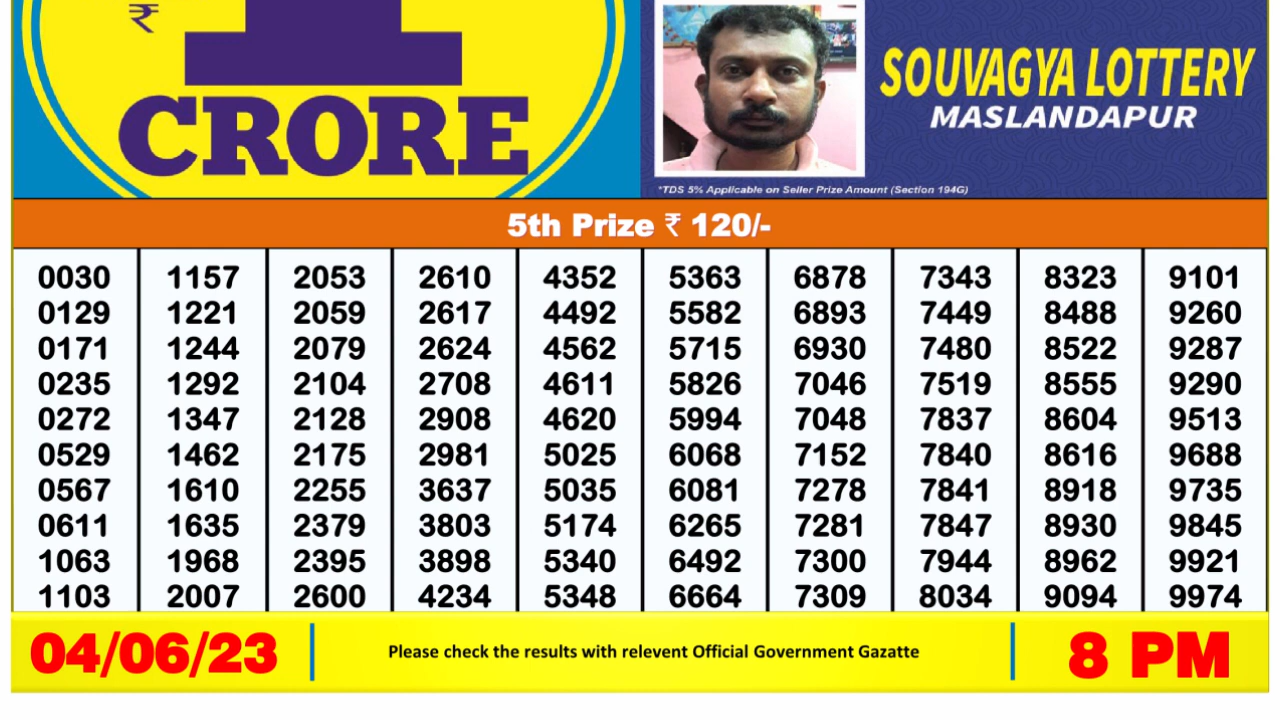 ₹
1
CRORE
SOUVAGYA LOTTERY
MASLANDAPUR
*TDS 5% Applicable on Seller Prize Amount (Section 194G)
5th Prize ₹ 120/-
0030 1157 2053 2610 4352 5363 6878 7343 8323 9101
0129 1221 2059 2617 4492 5582 6893 7449 8488 9260
0171 1244 2079 2624 4562 5715 6930 7480 8522 9287
0235 1292 2104 2708 4611 5826 7046 7519 8555 9290
0272 1347 2128 2908 4620 5994 7048 7837 8604 9513
0529 1462 2175 2981 5025 6068 7152 7840 8616 9688
0567 1610 2255 3637 5035 6081 7278 7841 8918 9735
0611 1635 2379 3803 5174 6265 7281 7847 8930 9845
1063 1968 2395 3898 5340 6492 7300 7944 8962 9921
1103 2007 2600 4234 5348 6664 7309 8034 9094 9974
04/06/23
Please check the results with relevent Official Government Gazatte
8 PM